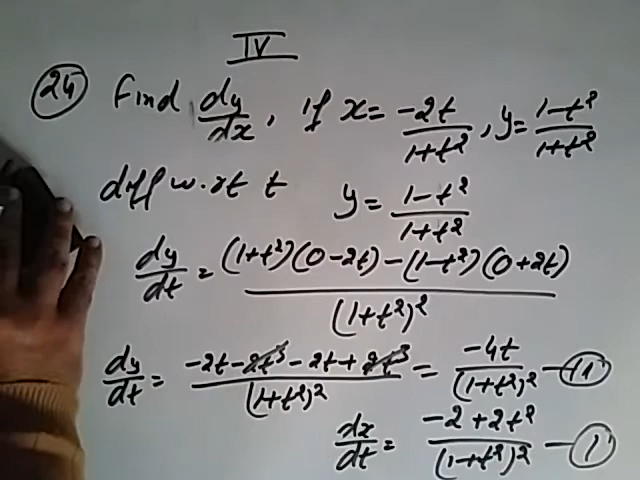 IV
24 Find dy/dx, If x = -2t/(1+t²), y = (1-t²)/(1+t²)
diff w.rt t y = (1-t²)/(1+t²)
dy/dt = ((1+t²)(0-2t)-(1-t²)(0+2t))/(1+t²)²
dy/dt = (-2t-2t³-2t+2t³)/(1+t²)² = -4t/(1+t²)² —(11)
dx/dt = (-2+2t²)/(1+t²)² —(1)